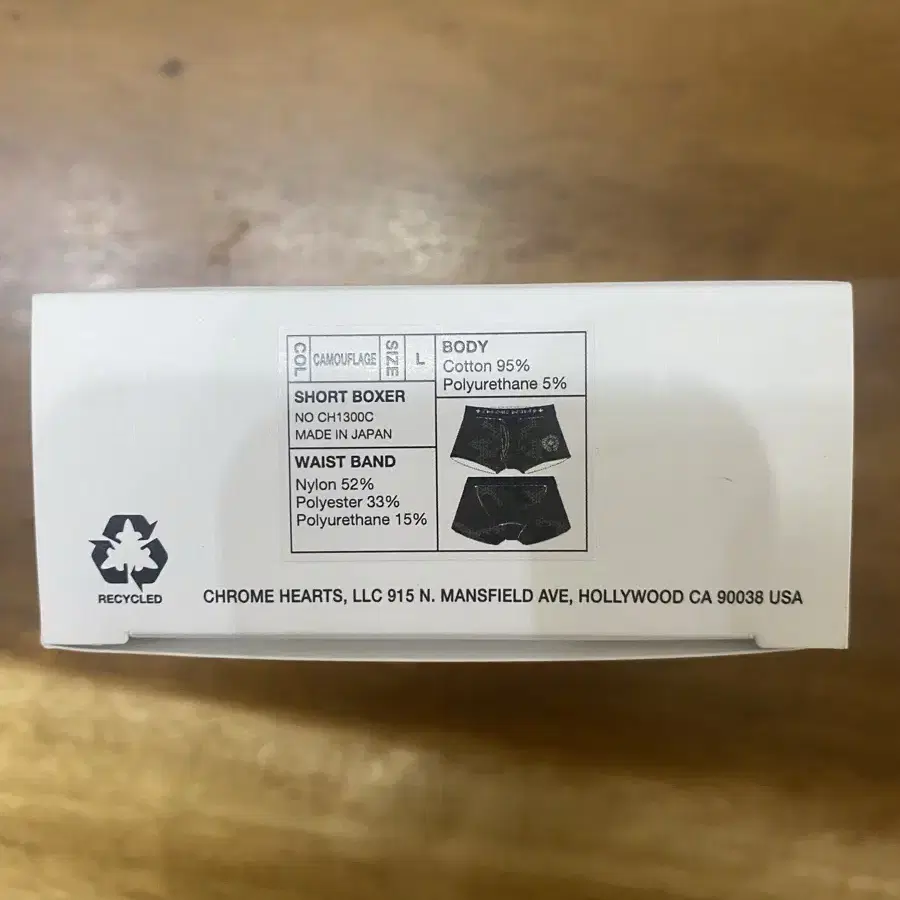 COL CAMOUFLAGE SIZE L
SHORT BOXER
NO CH1300C
MADE IN JAPAN
WAIST BAND
Nylon 52%
Polyester 33%
Polyurethane 15%
BODY
Cotton 95%
Polyurethane 5%
RECYCLED
CHROME HEARTS, LLC 915 N. MANSFIELD AVE, HOLLYWOOD CA 90038 USA